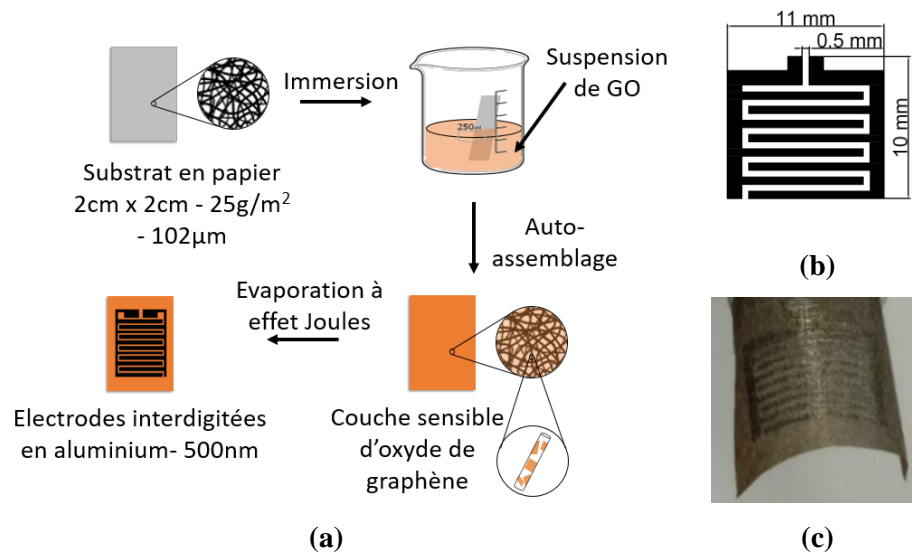 Immersion
Suspension
de GO
250ml
Substrat en papier
2cm x 2cm - 25g/m²
- 102µm
Auto-
assemblage
Evaporation à
effet Joules
Electrodes interdigitées
en aluminium- 500nm
Couche sensible
d'oxyde de
graphène
(a)
11 mm
0.5 mm
10 mm
(b)
(c)